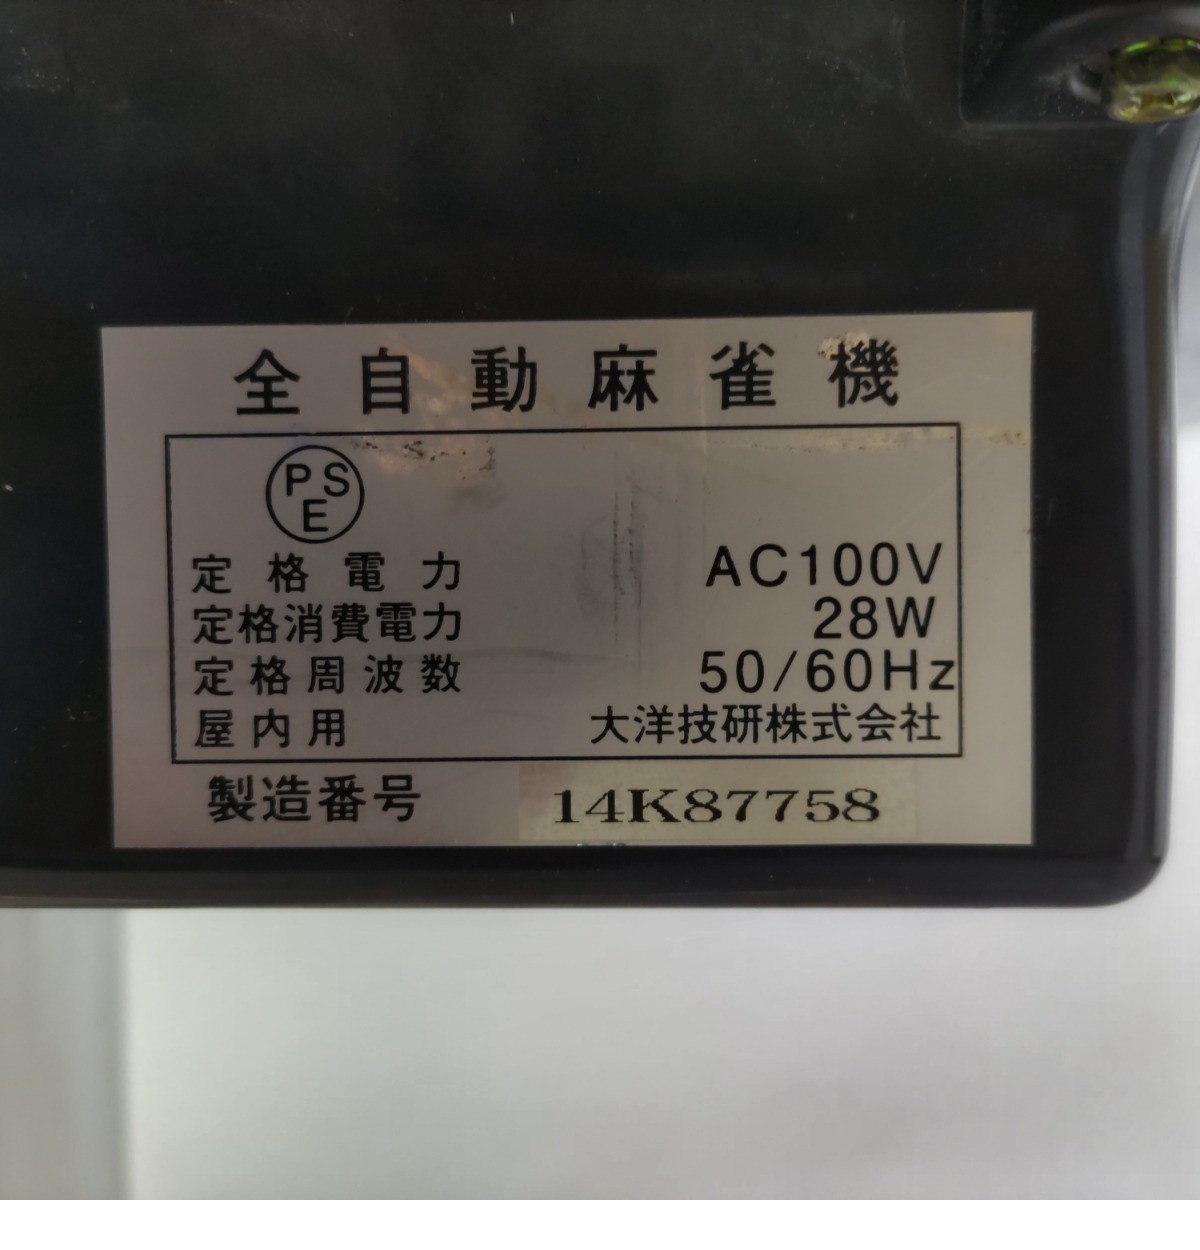 全自動麻雀機
PSE
定格電力 AC100V
定格消費電力 28W
定格周波数 50/60Hz
屋内用 大洋技研株式会社
製造番号 14K87758